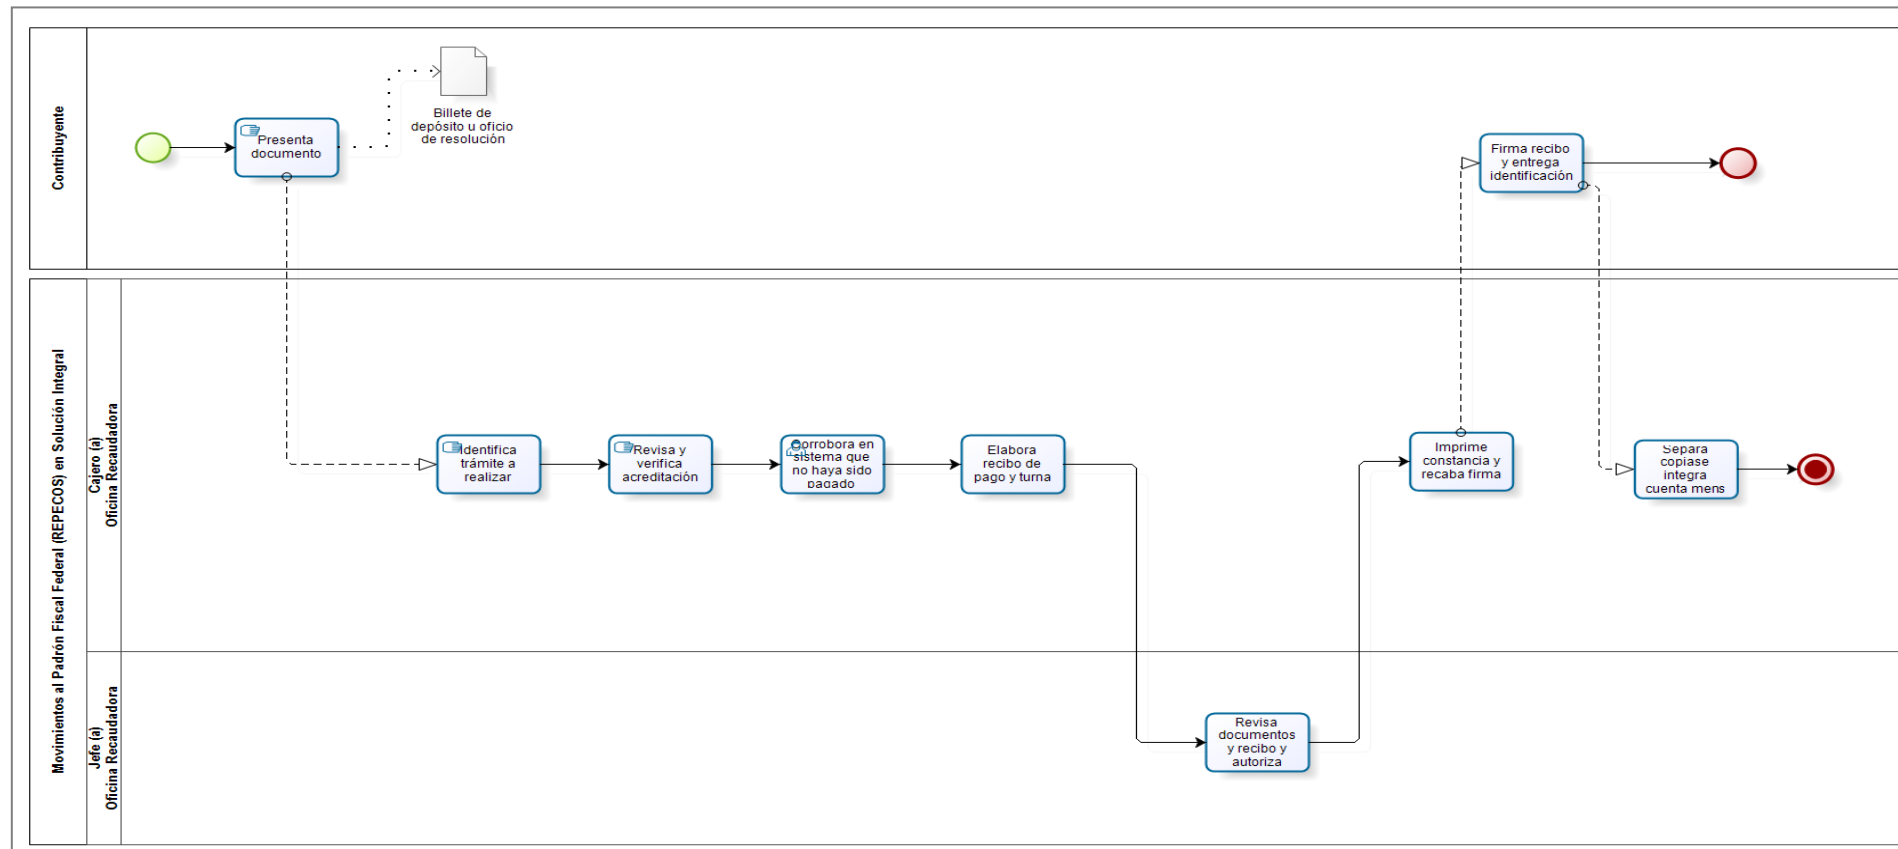 Contribuyente
Presenta
documento
Billete de
depósito u oficio
de resolución
Firma recibo
y entrega
identificación
Movimientos al Padrón Fiscal Federal (REPECOS) en Solución Integral
Cajero (a)
Oficina Recaudadora
Identifica
trámite a
realizar
Revisa y
verifica
acreditación
Corrobora en
sistema que
no haya sido
pagado
Elabora
recibo de
pago y turna
Imprime
constancia y
recaba firma
Separa
copiase
integra
cuenta mens
Jefe (a)
Oficina Recaudadora
Revisa
documentos
y recibo y
autoriza